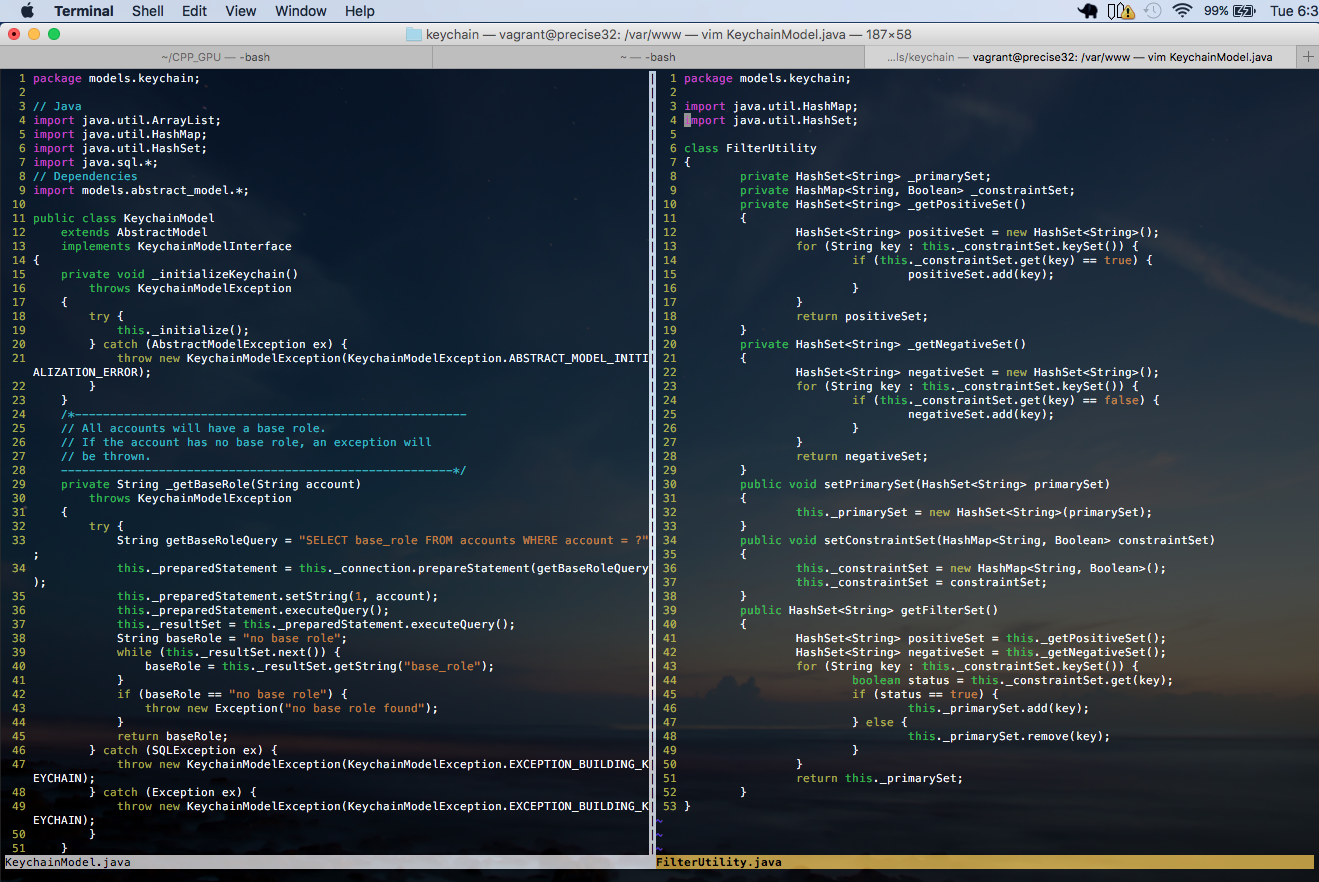 Terminal Shell Edit View Window Help 99% Tue 6:3
keychain — vagrant@precise32: /var/www — vim KeychainModel.java — 187×58
~/CPP_GPU — -bash
~ — -bash
...ls/keychain — vagrant@precise32: /var/www — vim KeychainModel.java
1 package models.keychain;
2
3 // Java
4 import java.util.ArrayList;
5 import java.util.HashMap;
6 import java.util.HashSet;
7 import java.sql.*;
8 // Dependencies
9 import models.abstract_model.*;
10
11 public class KeychainModel
12     extends AbstractModel
13     implements KeychainModelInterface
14 {
15     private void _initializeKeychain()
16         throws KeychainModelException
17     {
18         try {
19             this._initialize();
20         } catch (AbstractModelException ex) {
21             throw new KeychainModelException(KeychainModelException.ABSTRACT_MODEL_INITI
ALIZATION_ERROR);
22         }
23     }
24     /*------------------------------------------------------
25     // All accounts will have a base role.
26     // If the account has no base role, an exception will
27     // be thrown.
28     --------------------------------------------------------*/
29     private String _getBaseRole(String account)
30         throws KeychainModelException
31     {
32         try {
33             String getBaseRoleQuery = "SELECT base_role FROM accounts WHERE account = ?"
;
34             this._preparedStatement = this._connection.prepareStatement(getBaseRoleQuery
);
35             this._preparedStatement.setString(1, account);
36             this._preparedStatement.executeQuery();
37             this._resultSet = this._preparedStatement.executeQuery();
38             String baseRole = "no base role";
39             while (this._resultSet.next()) {
40                 baseRole = this._resultSet.getString("base_role");
41             }
42             if (baseRole == "no base role") {
43                 throw new Exception("no base role found");
44             }
45             return baseRole;
46         } catch (SQLException ex) {
47             throw new KeychainModelException(KeychainModelException.EXCEPTION_BUILDING_K
EYCHAIN);
48         } catch (Exception ex) {
49             throw new KeychainModelException(KeychainModelException.EXCEPTION_BUILDING_K
EYCHAIN);
50         }
51     }
KeychainModel.java
1 package models.keychain;
2
3 import java.util.HashMap;
4 import java.util.HashSet;
5
6 class FilterUtility
7 {
8         private HashSet<String> _primarySet;
9         private HashMap<String, Boolean> _constraintSet;
10         private HashSet<String> _getPositiveSet()
11         {
12                 HashSet<String> positiveSet = new HashSet<String>();
13                 for (String key : this._constraintSet.keySet()) {
14                         if (this._constraintSet.get(key) == true) {
15                                 positiveSet.add(key);
16                         }
17                 }
18                 return positiveSet;
19         }
20         private HashSet<String> _getNegativeSet()
21         {
22                 HashSet<String> negativeSet = new HashSet<String>();
23                 for (String key : this._constraintSet.keySet()) {
24                         if (this._constraintSet.get(key) == false) {
25                                 negativeSet.add(key);
26                         }
27                 }
28                 return negativeSet;
29         }
30         public void setPrimarySet(HashSet<String> primarySet)
31         {
32                 this._primarySet = new HashSet<String>(primarySet);
33         }
34         public void setConstraintSet(HashMap<String, Boolean> constraintSet)
35         {
36                 this._constraintSet = new HashMap<String, Boolean>();
37                 this._constraintSet = constraintSet;
38         }
39         public HashSet<String> getFilterSet()
40         {
41                 HashSet<String> positiveSet = this._getPositiveSet();
42                 HashSet<String> negativeSet = this._getNegativeSet();
43                 for (String key : this._constraintSet.keySet()) {
44                         boolean status = this._constraintSet.get(key);
45                         if (status == true) {
46                                 this._primarySet.add(key);
47                         } else {
48                                 this._primarySet.remove(key);
49                         }
50                 }
51                 return this._primarySet;
52         }
53 }
~
~
~
FilterUtility.java